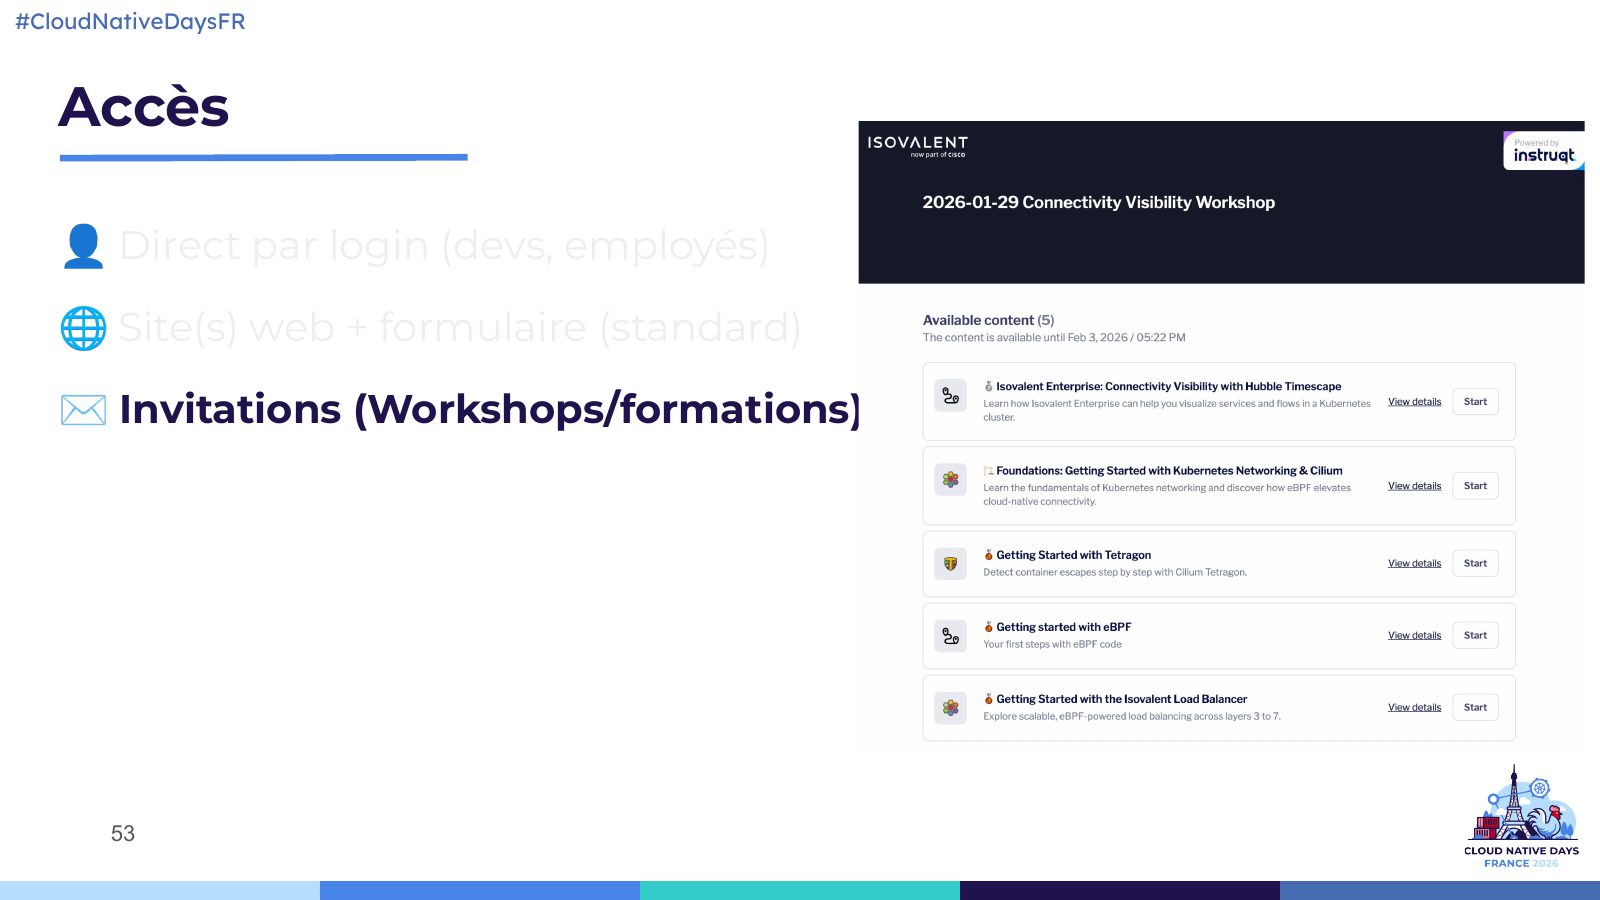 #CloudNativeDaysFR
Accès
👤 Direct par login (devs, employés)
🌐 Site(s) web + formulaire (standard)
✉️ Invitations (Workshops/formations)
ISOVALENT
now part of CISCO
Powered by
instruqt
2026-01-29 Connectivity Visibility Workshop
Available content (5)
The content is available until Feb 3, 2026 / 05:22 PM
🥈 Isovalent Enterprise: Connectivity Visibility with Hubble Timescape
Learn how Isovalent Enterprise can help you visualize services and flows in a Kubernetes
cluster.
View details
Start
🏗️ Foundations: Getting Started with Kubernetes Networking & Cilium
Learn the fundamentals of Kubernetes networking and discover how eBPF elevates
cloud-native connectivity.
View details
Start
🥉 Getting Started with Tetragon
Detect container escapes step by step with Cilium Tetragon.
View details
Start
🥉 Getting started with eBPF
Your first steps with eBPF code
View details
Start
🥉 Getting Started with the Isovalent Load Balancer
Explore scalable, eBPF-powered load balancing across layers 3 to 7.
View details
Start
53
CLOUD NATIVE DAYS
FRANCE 2026